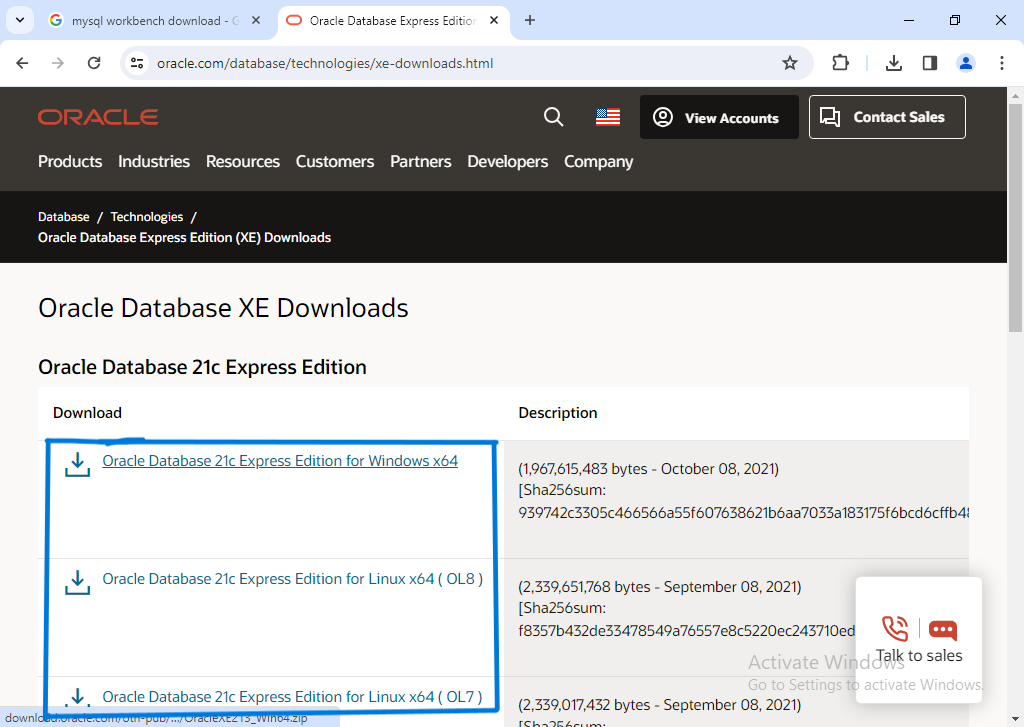 mysql workbench download - G
Oracle Database Express Edition
oracle.com/database/technologies/xe-downloads.html
ORACLE
View Accounts
Contact Sales
Products Industries Resources Customers Partners Developers Company
Database / Technologies /
Oracle Database Express Edition (XE) Downloads
Oracle Database XE Downloads
Oracle Database 21c Express Edition
Download Description
Oracle Database 21c Express Edition for Windows x64
(1,967,615,483 bytes - October 08, 2021)
[Sha256sum:
939742c3305c466566a55f607638621b6aa7033a183175f6bcd6cffb48
Oracle Database 21c Express Edition for Linux x64 ( OL8 )
(2,339,651,768 bytes - September 08, 2021)
[Sha256sum:
f8357b432de33478549a76557e8c5220ec243710ed
Talk to sales
Activate Windows
Go to Settings to activate Windows.
Oracle Database 21c Express Edition for Linux x64 ( OL7 )
(2,339,017,432 bytes - September 08, 2021)
[Sha256sum:
download.oracle.com/otn-pub/.../OracleXE213_Win64.zip